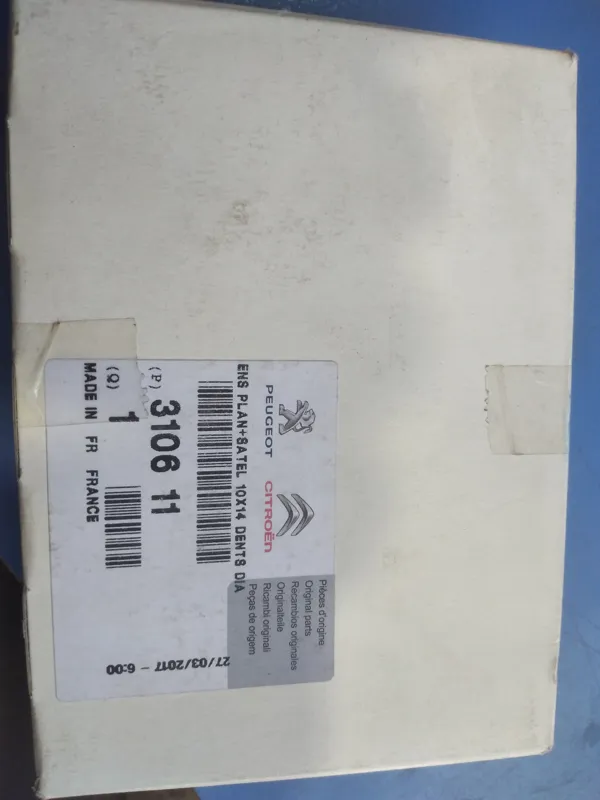 PEUGEOT
CITROËN
Pièces d'origine
Original parts
Recambios originales
Originalteile
Ricambi originali
Peças de origem
ENS PLAN+SATEL 10X14 DENTS DIA
27/03/2017 - 6:00
(P) 3106 11
(Q) 1
MADE IN FR FRANCE